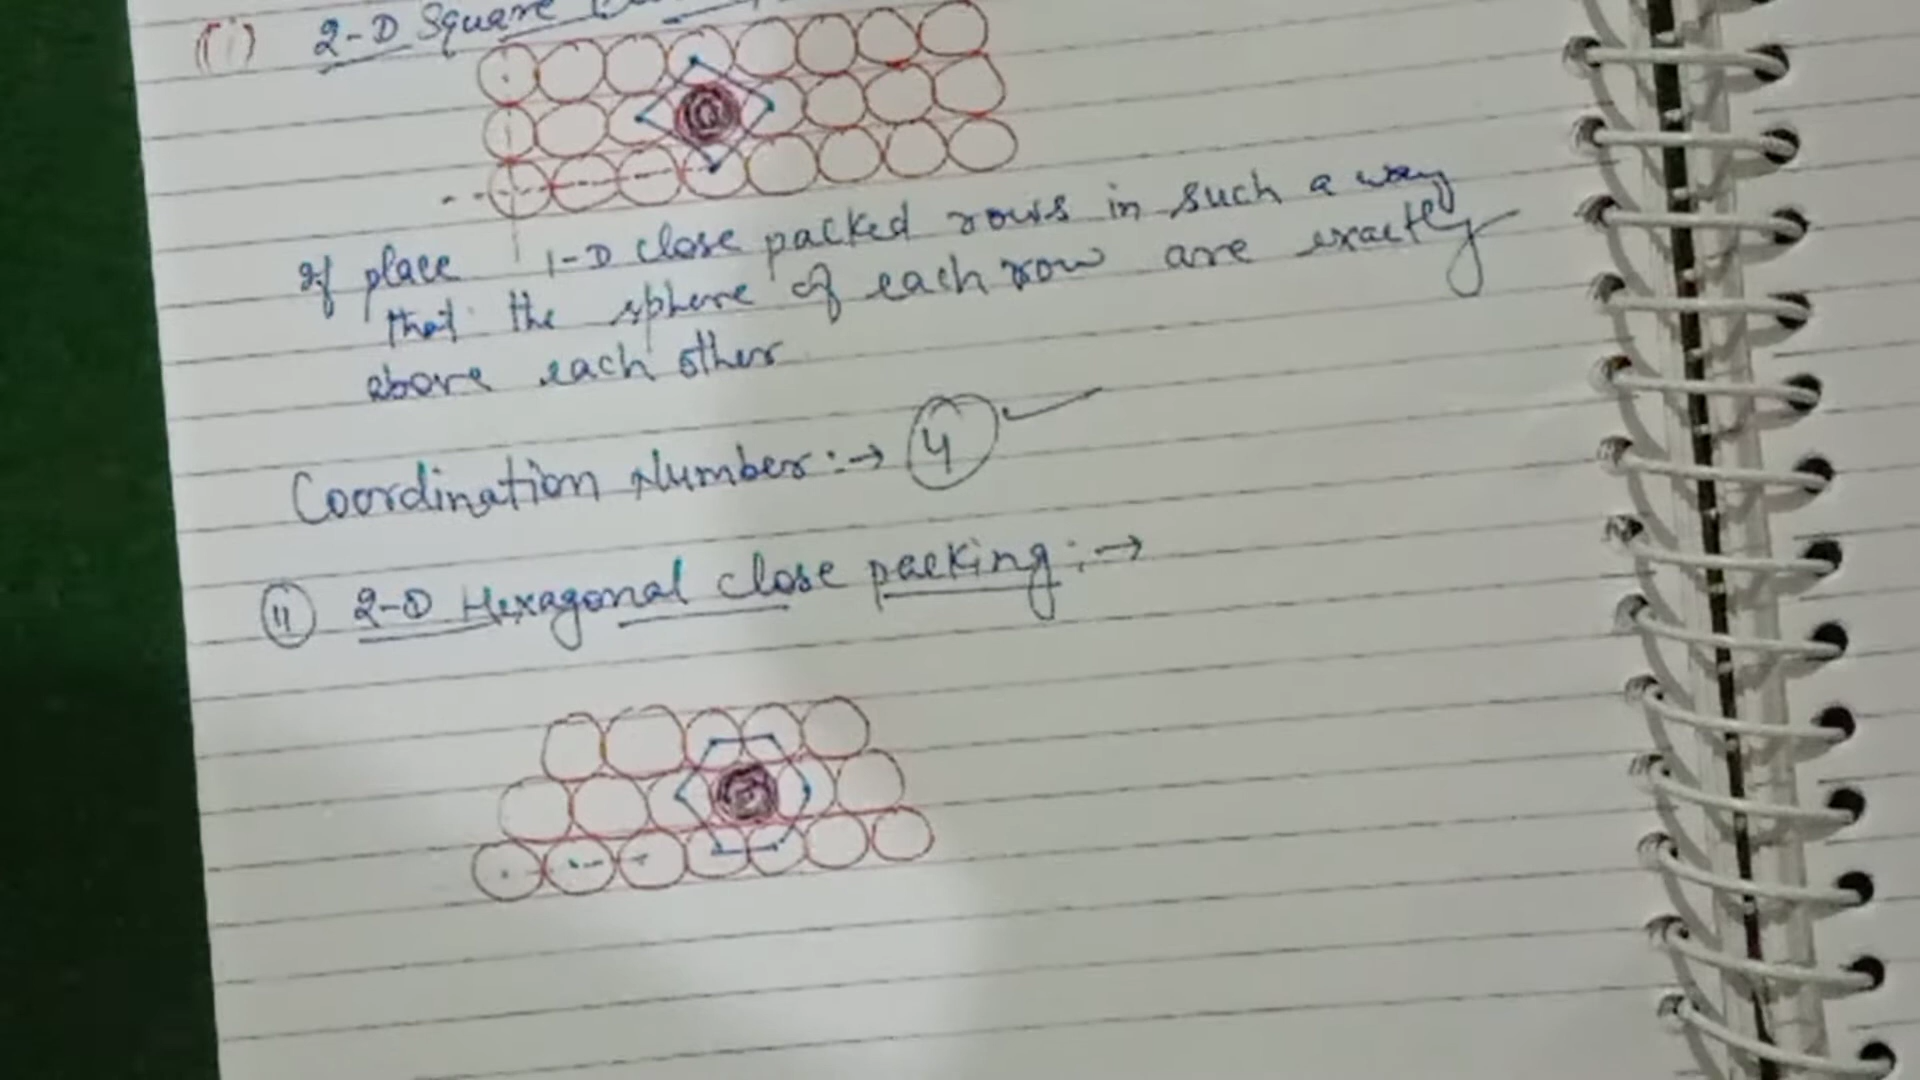 (i) 2-D Square
If place 1-D close packed rows in such a way
that the sphere of each row are exactly
above each other
Coordination Number :→ 4
(ii) 2-D Hexagonal close packing :→